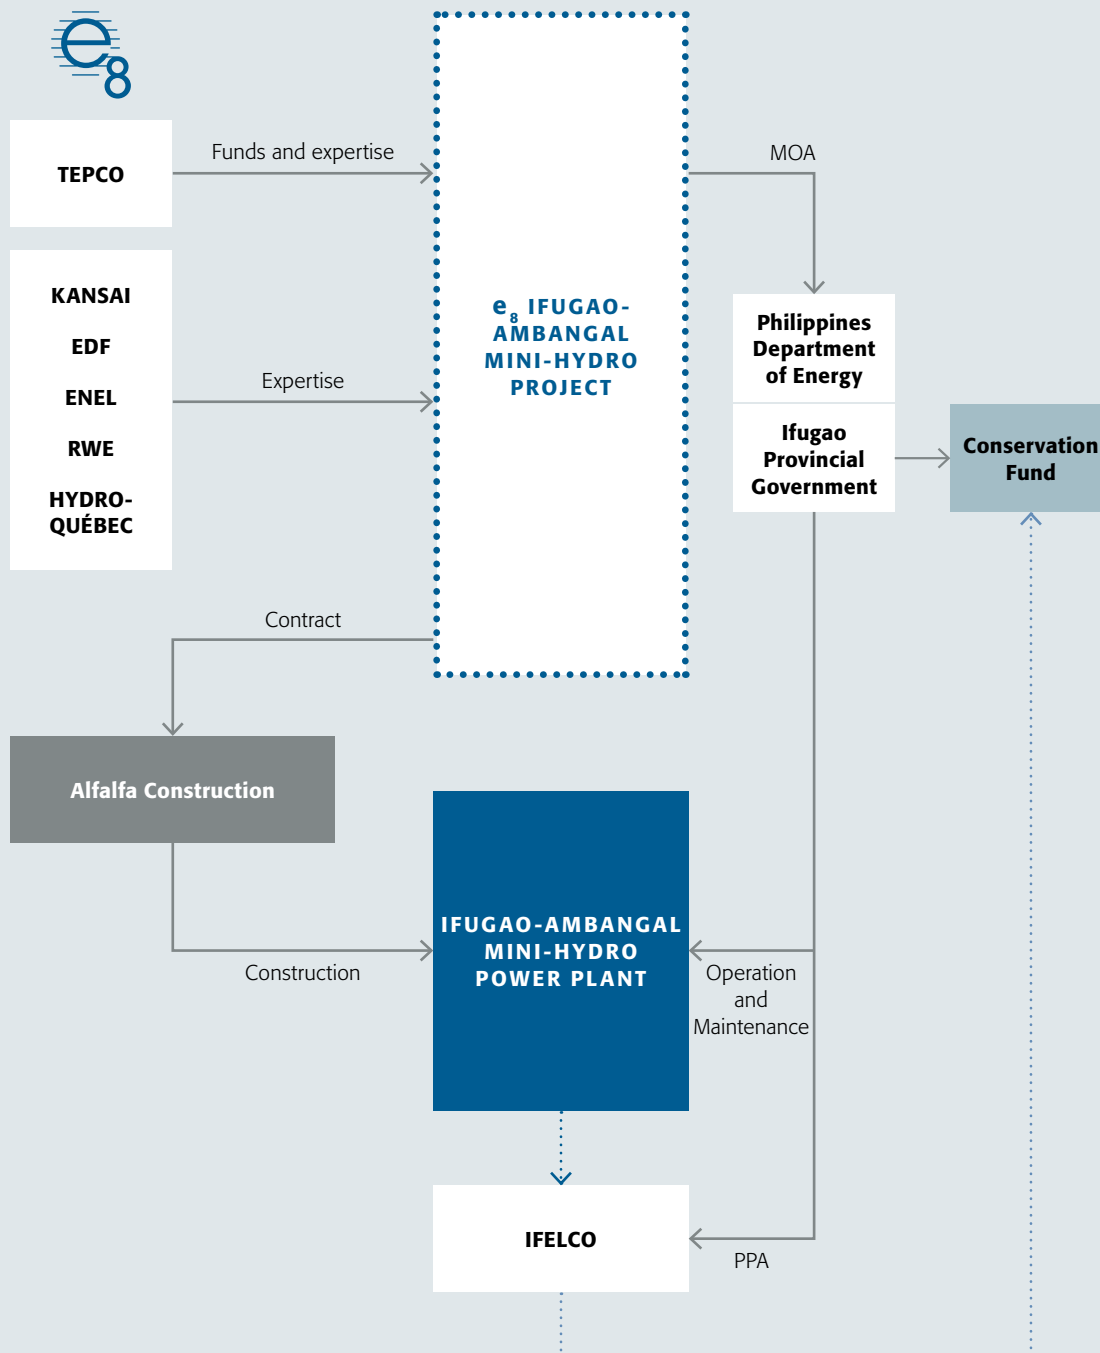 e8
TEPCO
Funds and expertise
MOA
KANSAI
EDF
ENEL
RWE
HYDRO-
QUÉBEC
Expertise
e8 IFUGAO-
AMBANGAL
MINI-HYDRO
PROJECT
Philippines
Department
of Energy
Ifugao
Provincial
Government
Conservation
Fund
Contract
Alfalfa Construction
Construction
IFUGAO-AMBANGAL
MINI-HYDRO
POWER PLANT
Operation
and
Maintenance
IFELCO
PPA